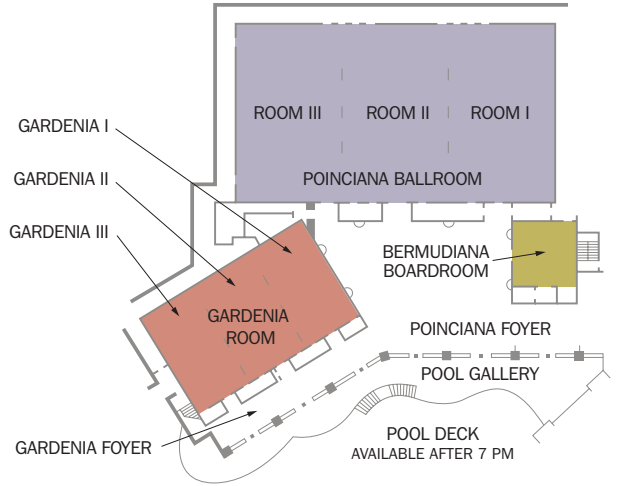 ROOM III
ROOM II
ROOM I
POINCIANA BALLROOM
GARDENIA I
GARDENIA II
GARDENIA III
BERMUDIANA
BOARDROOM
GARDENIA
ROOM
POINCIANA FOYER
POOL GALLERY
GARDENIA FOYER
POOL DECK
AVAILABLE AFTER 7 PM